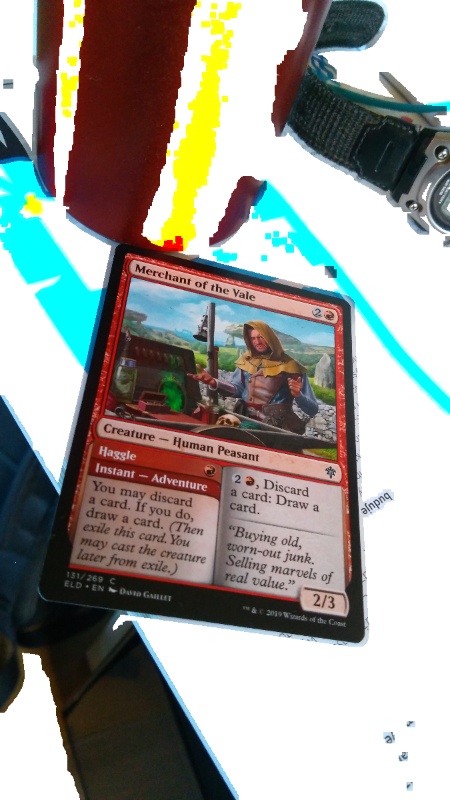 Merchant of the Vale
2
Creature — Human Peasant
Haggle
Instant — Adventure
You may discard
a card. If you do,
draw a card. (Then
exile this card. You
may cast the creature
later from exile.)
2 , Discard
a card: Draw a
card.
"Buying old,
worn-out junk.
Selling marvels of
real value."
2/3
131/269 C
ELD • EN DAVID GAILLET
™ & © 2019 Wizards of the Coast